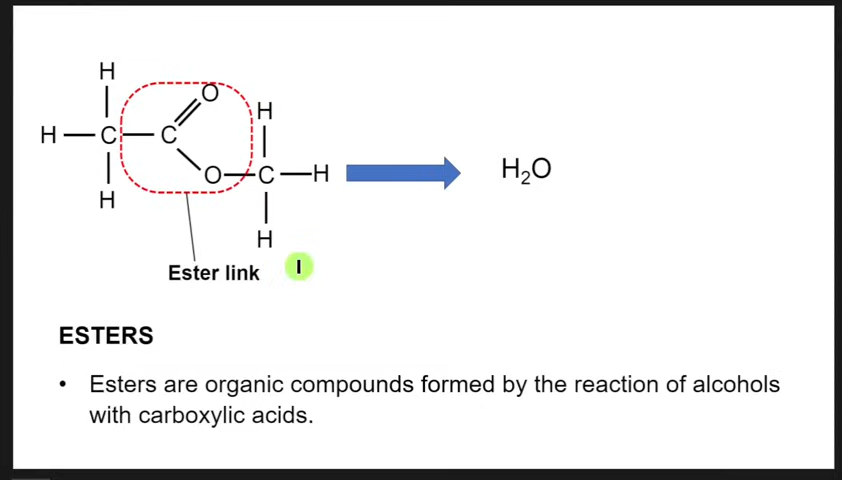 H
O
H
H C C
O C H
H
H
H₂O
Ester link
I
ESTERS
• Esters are organic compounds formed by the reaction of alcohols
with carboxylic acids.